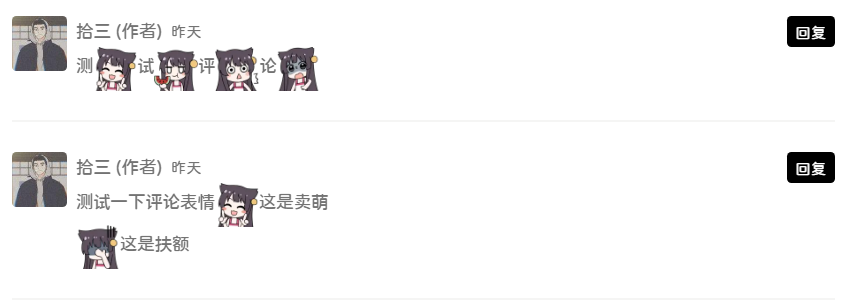 拾三 (作者) 昨天
回复
测试评论
拾三 (作者) 昨天
回复
测试一下评论表情这是卖萌
这是扶额